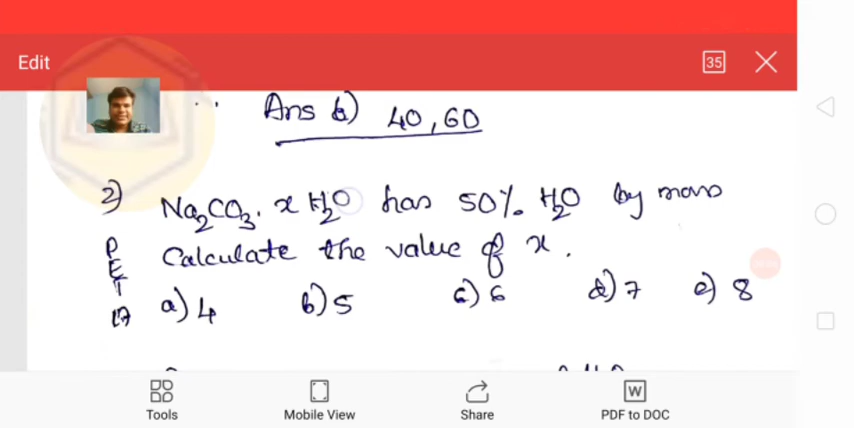 Edit
35
Ans b) 40, 60
2) Na2CO3. x H2O has 50% H2O by mass
Calculate the value of x.
a) 4 b) 5 c) 6 d) 7 e) 8
Tools Mobile View Share PDF to DOC